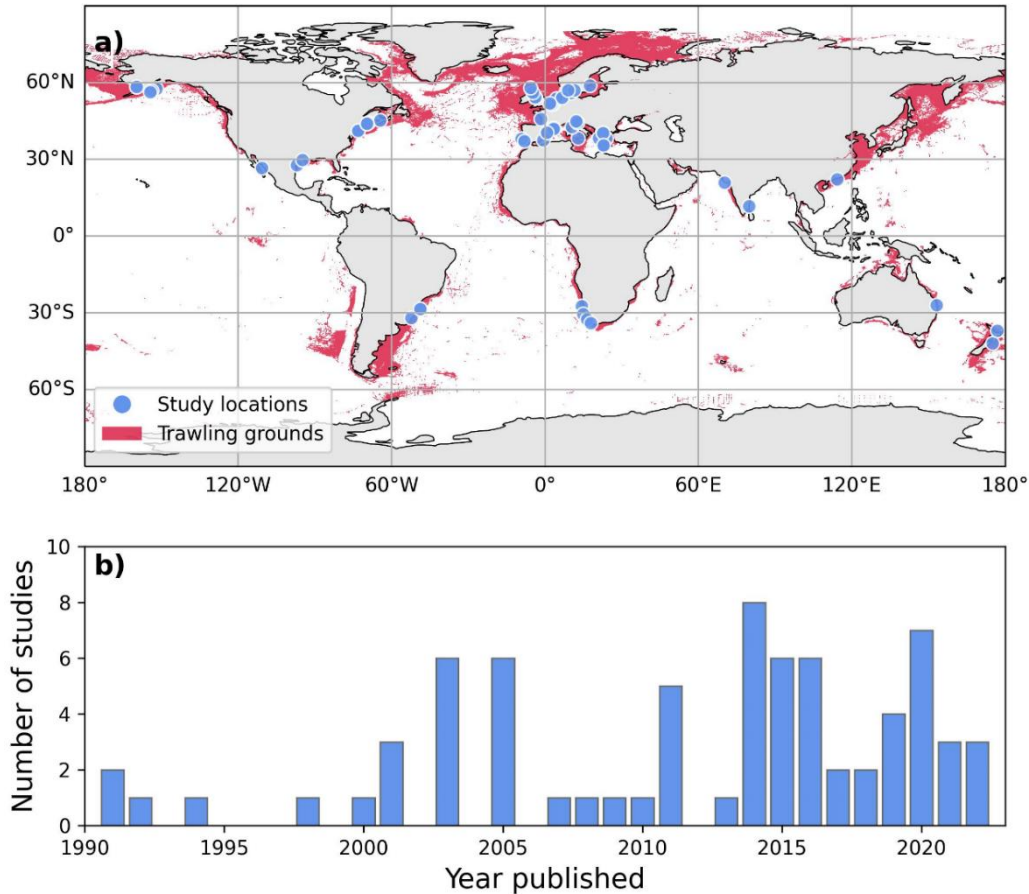 a)
60°N
30°N
0°
30°S
60°S
Study locations
Trawling grounds
180°
120°W
60°W
0°
60°E
120°E
180°
b)
10
8
6
4
2
0
Number of studies
1990
1995
2000
2005
2010
2015
2020
Year published